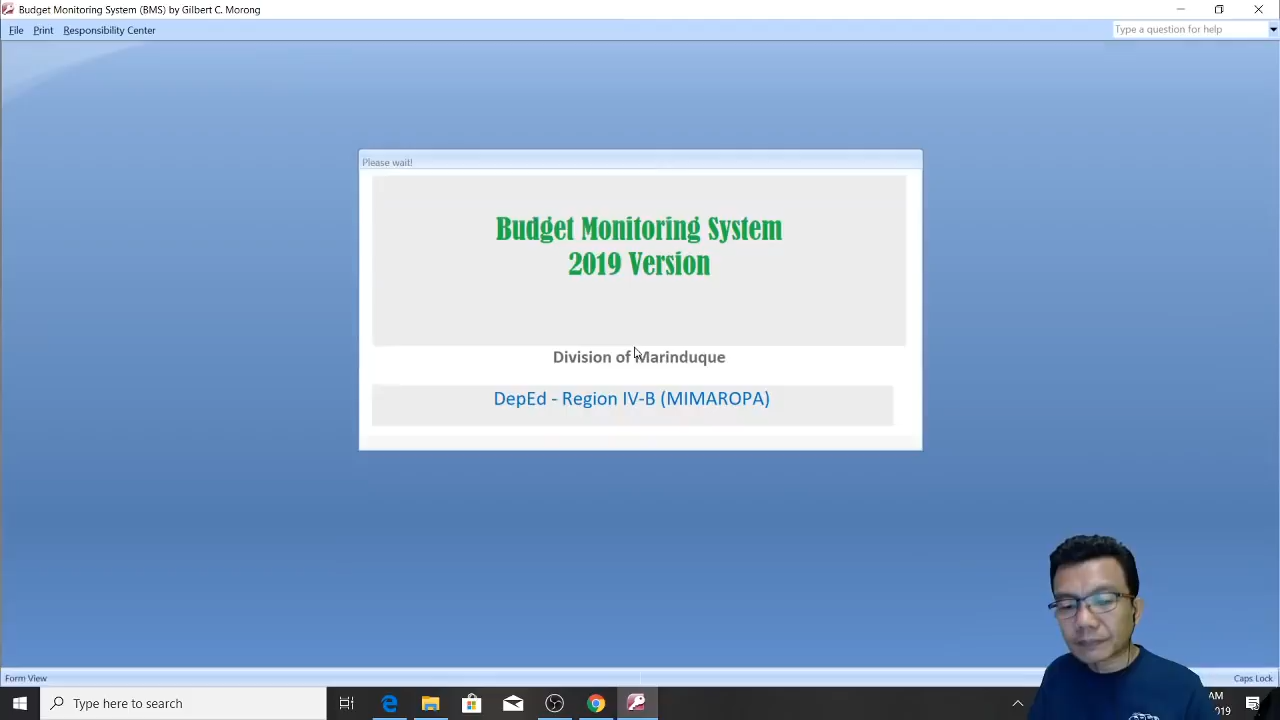 Budget Monitoring System (BMS) by Gilbert C. Morong
File Print Responsibility Center
Type a question for help
Please wait!
Budget Monitoring System
2019 Version
Division of Marinduque
DepEd - Region IV-B (MIMAROPA)
Form View
Caps Lock
Type here to search
AM